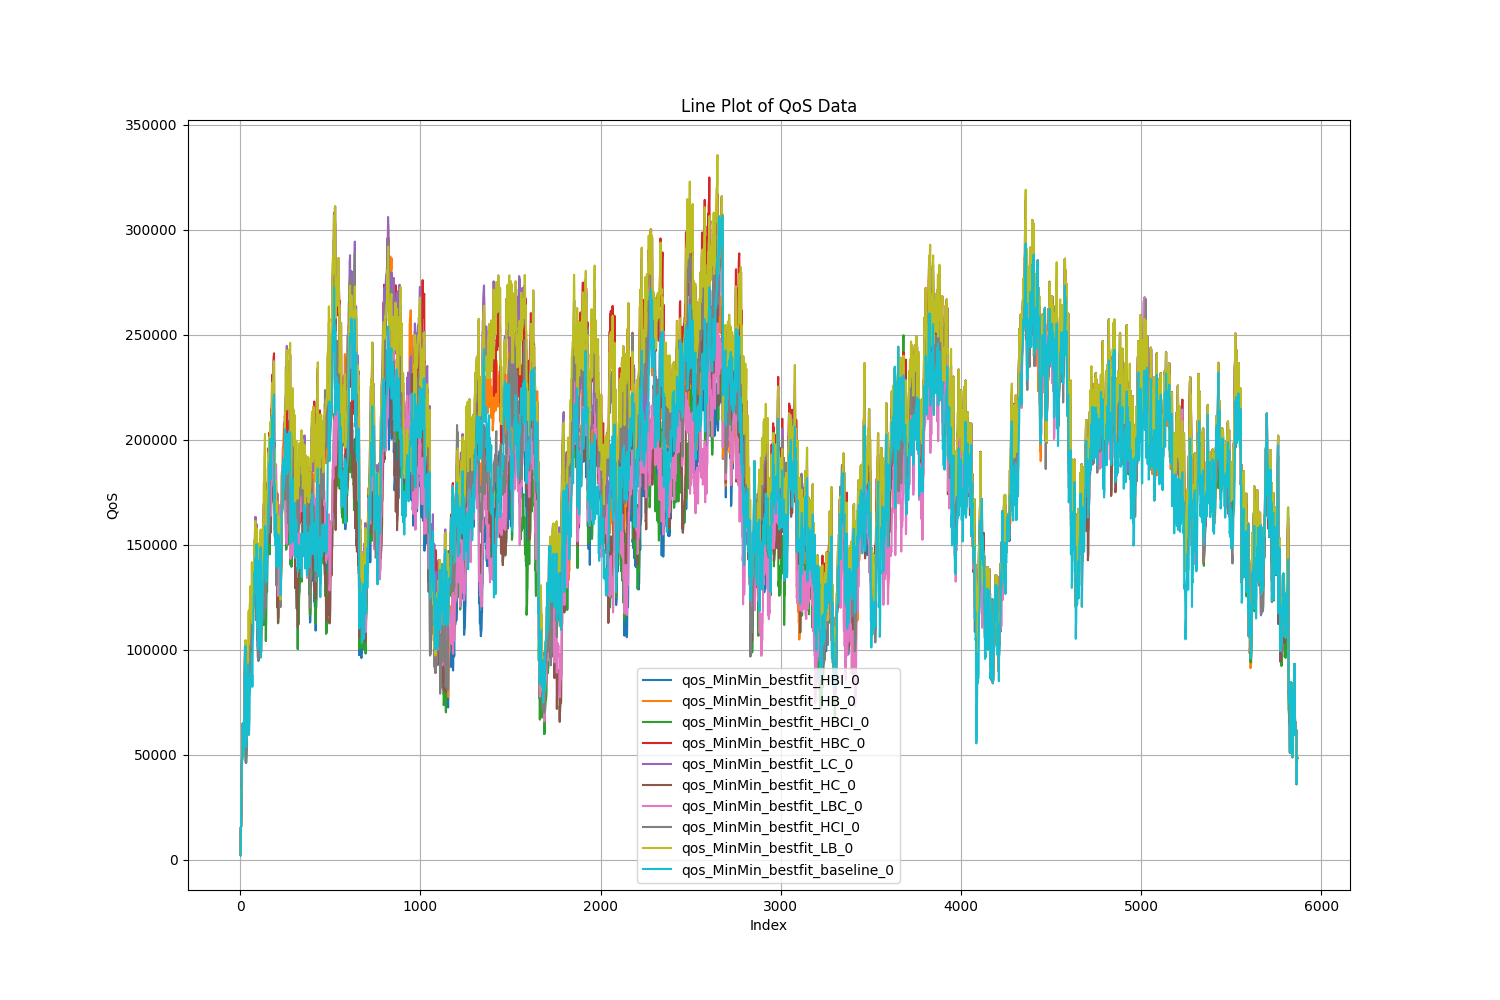 Line Plot of QoS Data
350000
300000
250000
200000
150000
100000
50000
0
QoS
0 1000 2000 3000 4000 5000 6000
Index
qos_MinMin_bestfit_HBI_0
qos_MinMin_bestfit_HB_0
qos_MinMin_bestfit_HBCI_0
qos_MinMin_bestfit_HBC_0
qos_MinMin_bestfit_LC_0
qos_MinMin_bestfit_HC_0
qos_MinMin_bestfit_LBC_0
qos_MinMin_bestfit_HCI_0
qos_MinMin_bestfit_LB_0
qos_MinMin_bestfit_baseline_0